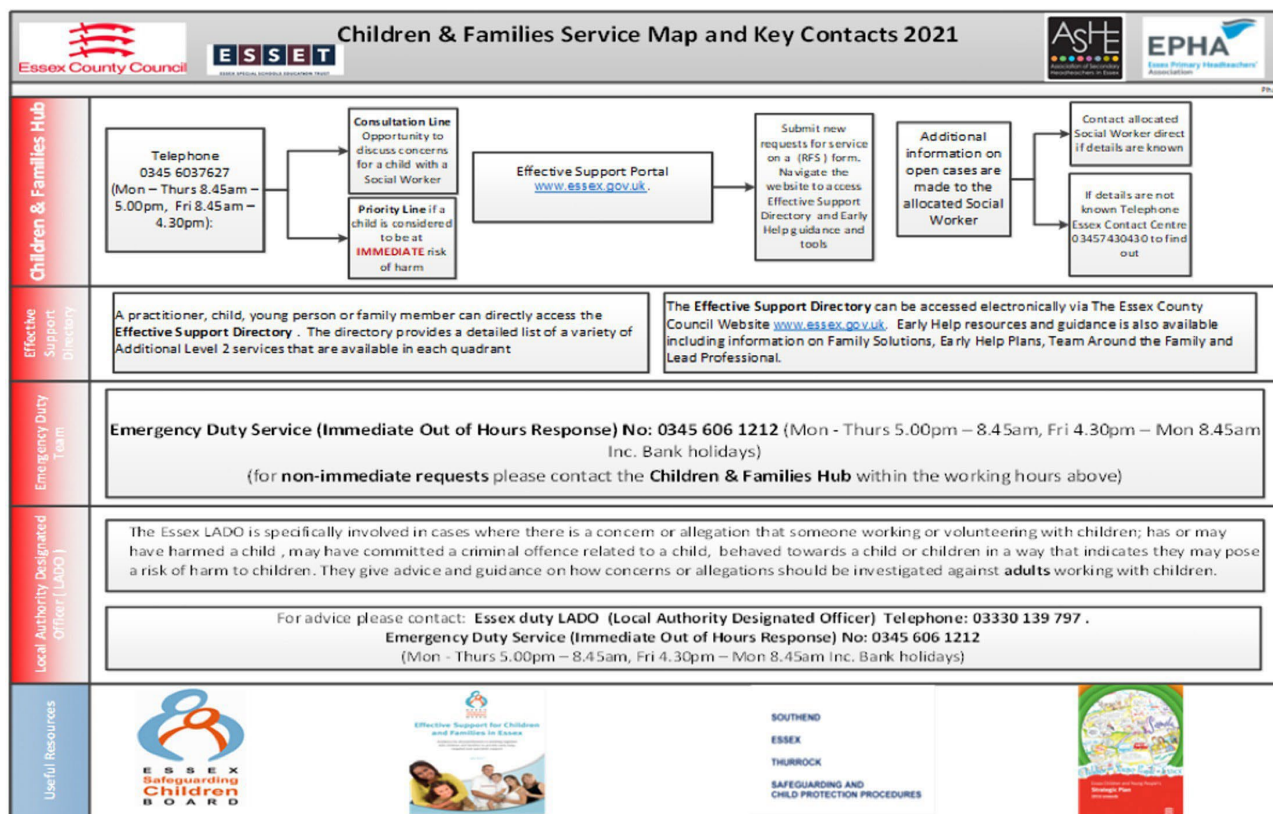 Children & Families Service Map and Key Contacts 2021
Essex County Council
ESSET
ESSEX SPECIAL SCHOOLS EDUCATION TRUST
ASHE
Association of Secondary
Headteachers in Essex
EPHA
Essex Primary Headteachers'
Association
Children & Families Hub
Telephone
0345 6037627
(Mon – Thurs 8.45am –
5.00pm, Fri 8.45am –
4.30pm):
Consultation Line
Opportunity to
discuss concerns
for a child with a
Social Worker
Priority Line if a
child is considered
to be at
IMMEDIATE risk
of harm
Effective Support Portal
www.essex.gov.uk.
Submit new
requests for service
on a (RFS ) form.
Navigate the
website to access
Effective Support
Directory and Early
Help guidance and
tools
Additional
information on
open cases are
made to the
allocated Social
Worker
Contact allocated
Social Worker direct
if details are known
If details are not
known Telephone
Essex Contact Centre
03457430430 to find
out
Effective
Support
Directory
A practitioner, child, young person or family member can directly access the
Effective Support Directory . The directory provides a detailed list of a variety of
Additional Level 2 services that are available in each quadrant
The Effective Support Directory can be accessed electronically via The Essex County
Council Website www.essex.gov.uk. Early Help resources and guidance is also available
including information on Family Solutions, Early Help Plans, Team Around the Family and
Lead Professional.
Emergency Duty
Team
Emergency Duty Service (Immediate Out of Hours Response) No: 0345 606 1212 (Mon - Thurs 5.00pm – 8.45am, Fri 4.30pm – Mon 8.45am
Inc. Bank holidays)
(for non-immediate requests please contact the Children & Families Hub within the working hours above)
Local Authority Designated
Officer [ LADO )
The Essex LADO is specifically involved in cases where there is a concern or allegation that someone working or volunteering with children; has or may
have harmed a child , may have committed a criminal offence related to a child, behaved towards a child or children in a way that indicates they may pose
a risk of harm to children. They give advice and guidance on how concerns or allegations should be investigated against adults working with children.
For advice please contact: Essex duty LADO (Local Authority Designated Officer) Telephone: 03330 139 797 .
Emergency Duty Service (Immediate Out of Hours Response) No: 0345 606 1212
(Mon - Thurs 5.00pm – 8.45am, Fri 4.30pm – Mon 8.45am Inc. Bank holidays)
Useful Resources
ESSEX
Safeguarding
Children
BOARD
Effective Support for Children
and Families in Essex
SOUTHEND
ESSEX
THURROCK
SAFEGUARDING AND
CHILD PROTECTION PROCEDURES
Essex Children and Young People's
Strategic Plan